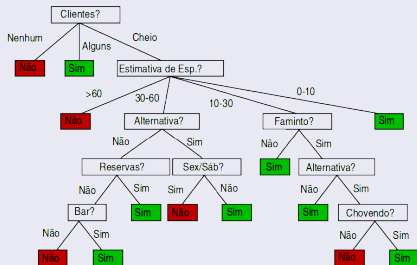 Clientes?
Nenhum Alguns Cheio
Não Sim Estimativa de Esp.?
>60 30-60 10-30 0-10
Não Alternativa? Faminto? Sim
Não Sim Não Sim
Reservas? Sex/Sáb? Sim Alternativa?
Não Sim Sim Não Não Sim
Bar? Sim Não Sim Sim Chovendo?
Não Sim Não Sim
Não Sim Não Sim